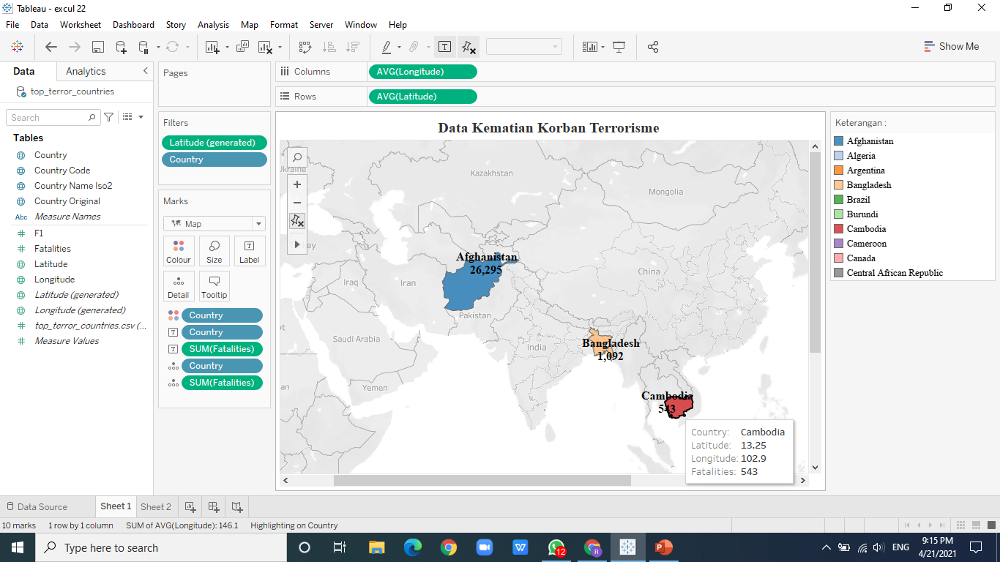 Tableau - excul 22
File Data Worksheet Dashboard Story Analysis Map Format Server Window Help
Show Me
Data Analytics
top_terror_countries
Search
Tables
Country
Country Code
Country Name Iso2
Country Original
Abc Measure Names
F1
Fatalities
Latitude
Longitude
Latitude (generated)
Longitude (generated)
top_terror_countries.csv (...
Measure Values
Pages
Filters
Latitude (generated)
Country
Marks
Map
Colour Size Label
Detail Tooltip
Country
Country
SUM(Fatalities)
Country
SUM(Fatalities)
Columns AVG(Longitude)
Rows AVG(Latitude)
Data Kematian Korban Terrorisme
Ukraine
Kazakhstan
Mongolia
ey
Afghanistan
26,295
China
Iraq
Iran
Pakistan
t
Saudi Arabia
India
Bangladesh
1,092
an
Yemen
Cambodia
543
Country: Cambodia
Latitude: 13.25
Longitude: 102.9
Fatalities: 543
Keterangan :
Afghanistan
Algeria
Argentina
Bangladesh
Brazil
Burundi
Cambodia
Cameroon
Canada
Central African Republic
Data Source Sheet 1 Sheet 2
10 marks 1 row by 1 column SUM of AVG(Longitude): 146.1 Highlighting on Country
Type here to search
12
R
ENG
9:15 PM
4/21/2021